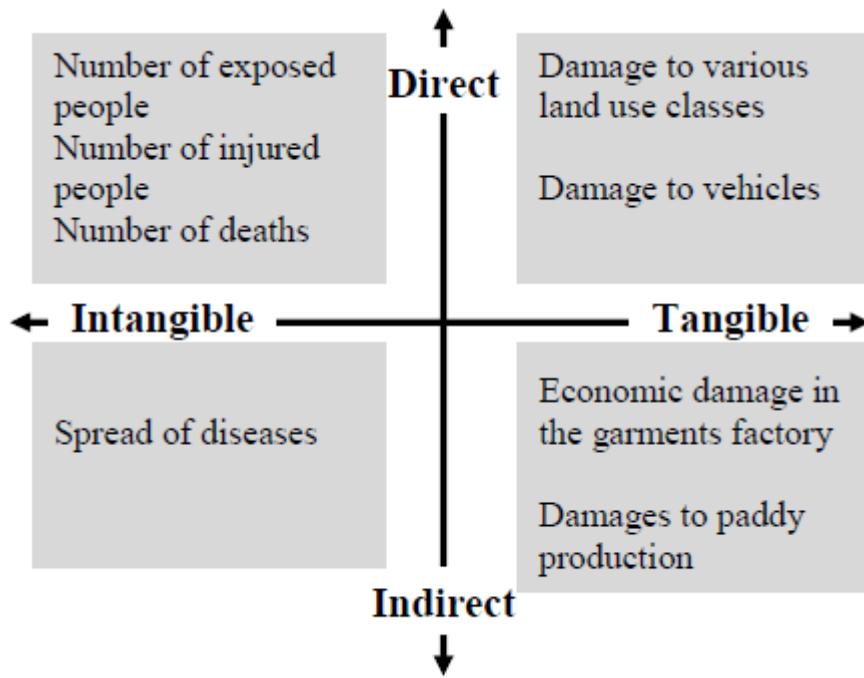 Number of exposed
people
Number of injured
people
Number of deaths
Direct
Damage to various
land use classes
Damage to vehicles
Intangible
Tangible
Spread of diseases
Economic damage in
the garments factory
Damages to paddy
production
Indirect